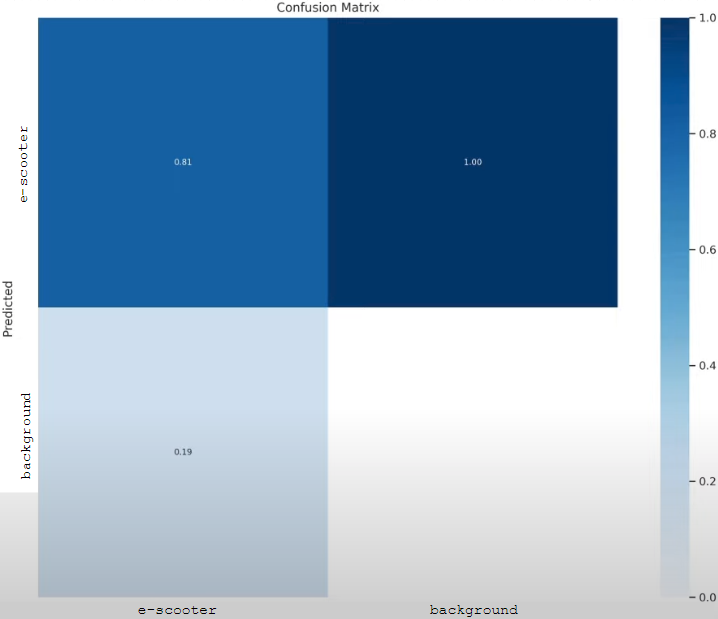 Confusion Matrix
1.0
e-scooter
0.8
0.81
1.00
0.6
Predicted
0.4
background
0.19
0.2
0.0
e-scooter
background